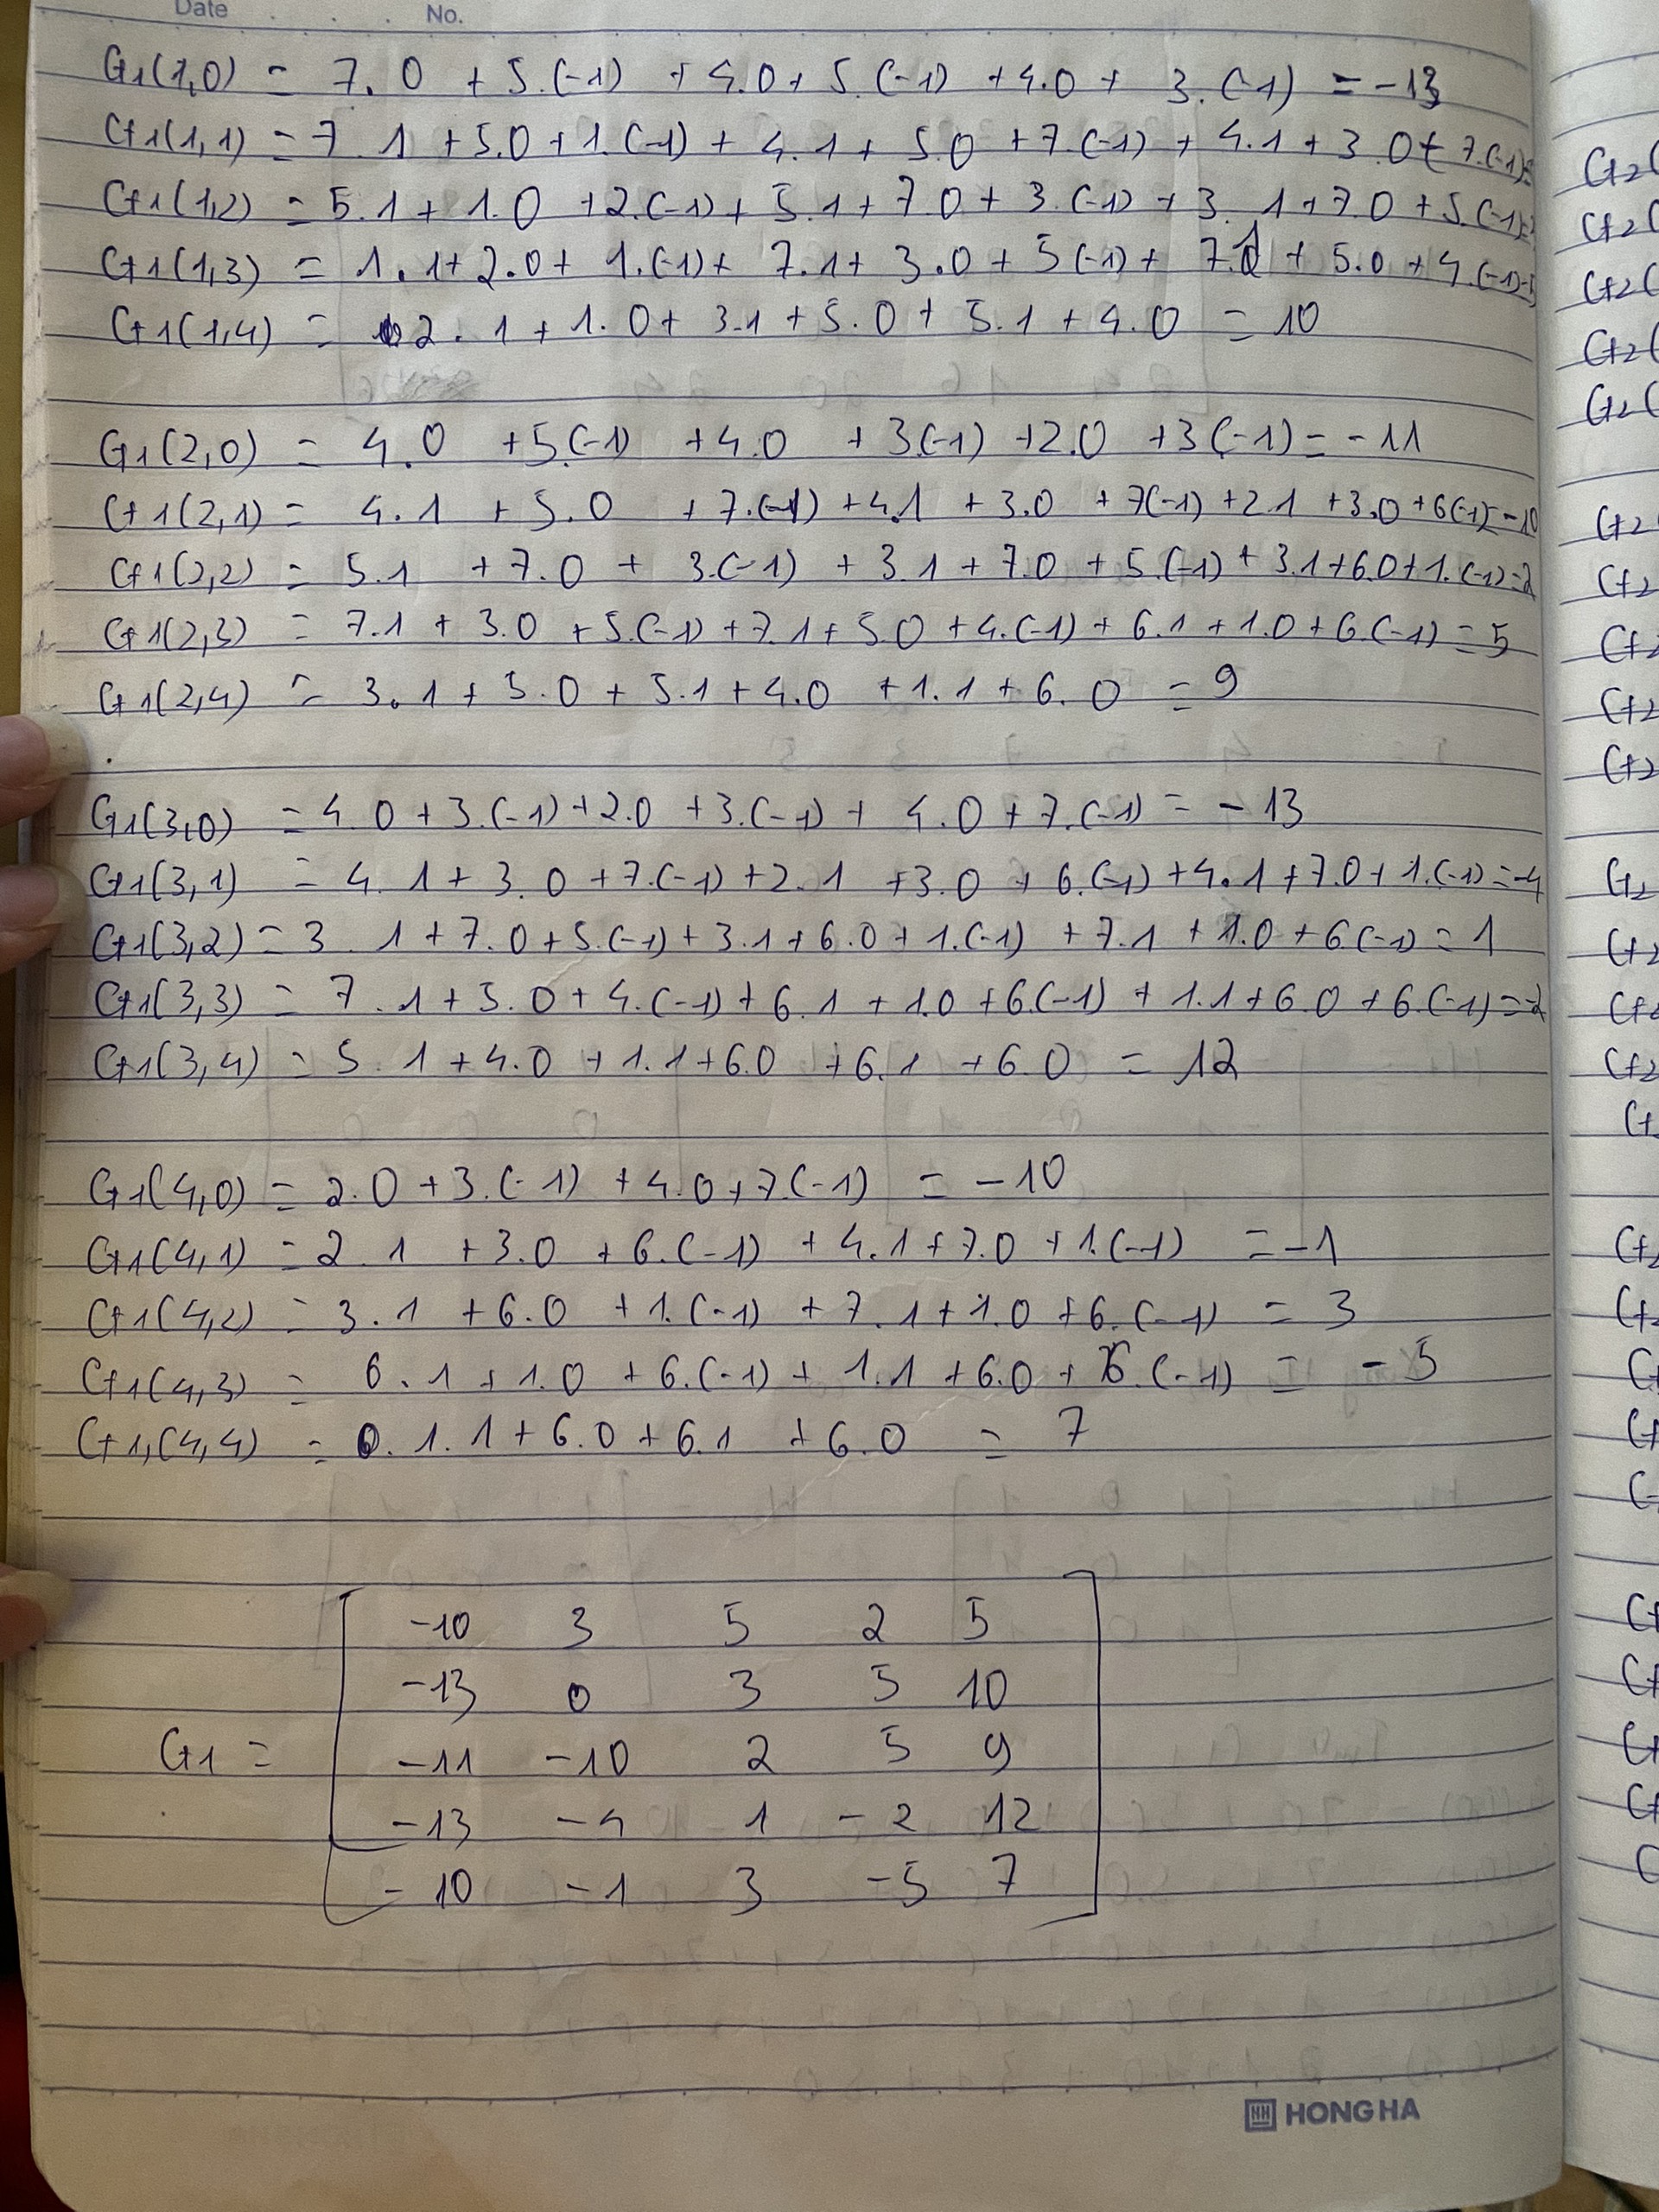 Date . . . No.
G1(1,0) = 7.0 + 5.(-1) + 4.0 + 5.(-1) + 4.0 + 3.(-1) = -13
G1(1,1) = 7.1 + 5.0 + 1.(-1) + 4.1 + 5.0 + 7.(-1) + 4.1 + 3.0 + 7.(-1)=
G1(1,2) = 5.1 + 1.0 + 2.(-1) + 5.1 + 7.0 + 3.(-1) + 3.1 + 7.0 + 5.(-1)=
G1(1,3) = 1.1 + 2.0 + 1.(-1) + 7.1 + 3.0 + 5(-1) + 7.1 + 5.0 + 4.(-1)=5
G1(1,4) = 2.1 + 1.0 + 3.1 + 5.0 + 5.1 + 4.0 = 10
G1(2,0) = 4.0 + 5.(-1) + 4.0 + 3(-1) + 2.0 + 3(-1) = -11
G1(2,1) = 4.1 + 5.0 + 7.(-1) + 4.1 + 3.0 + 7(-1) + 2.1 + 3.0 + 6(-1) = -10
G1(2,2) = 5.1 + 7.0 + 3.(-1) + 3.1 + 7.0 + 5.(-1) + 3.1 + 6.0 + 1.(-1) = 2
G1(2,3) = 7.1 + 3.0 + 5.(-1) + 7.1 + 5.0 + 4.(-1) + 6.1 + 1.0 + 6.(-1) = 5
G1(2,4) = 3.1 + 5.0 + 5.1 + 4.0 + 1.1 + 6.0 = 9
G1(3,0) = 4.0 + 3.(-1) + 2.0 + 3.(-1) + 4.0 + 7.(-1) = -13
G1(3,1) = 4.1 + 3.0 + 7.(-1) + 2.1 + 3.0 + 6.(-1) + 4.1 + 7.0 + 1.(-1) = -4
G1(3,2) = 3.1 + 7.0 + 5.(-1) + 3.1 + 6.0 + 1.(-1) + 7.1 + 1.0 + 6(-1) = 1
G1(3,3) = 7.1 + 5.0 + 4.(-1) + 6.1 + 1.0 + 6.(-1) + 1.1 + 6.0 + 6.(-1) = -2
G1(3,4) = 5.1 + 4.0 + 1.1 + 6.0 + 6.1 + 6.0 = 12
G1(4,0) = 2.0 + 3.(-1) + 4.0 + 7(-1) = -10
G1(4,1) = 2.1 + 3.0 + 6.(-1) + 4.1 + 7.0 + 1.(-1) = -1
G1(4,2) = 3.1 + 6.0 + 1.(-1) + 7.1 + 1.0 + 6.(-1) = 3
G1(4,3) = 6.1 + 1.0 + 6.(-1) + 1.1 + 6.0 + 6.(-1) = -5
G1,(4,4) = 1.1 + 6.0 + 6.1 + 6.0 = 7
-10 3 5 2 5
-13 0 3 5 10
G1 = -11 -10 2 5 9
-13 -4 1 -2 12
-10 -1 3 -5 7
HONG HA